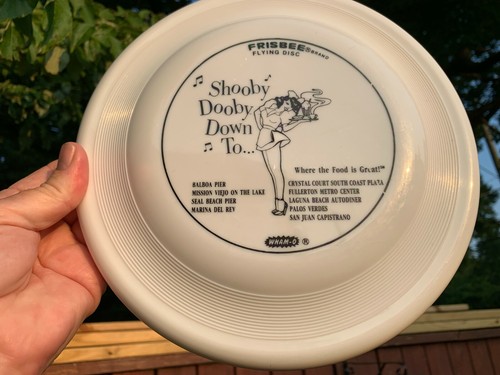 FRISBEE® BRAND
FLYING DISC
Shooby
Dooby
Down
To...
Where the Food is Great!™
BALBOA PIER
MISSION VIEJO ON THE LAKE
SEAL BEACH PIER
MARINA DEL REY
CRYSTAL COURT SOUTH COAST PLAZA
FULLERTON METRO CENTER
LAGUNA BEACH AUTODINER
PALOS VERDES
SAN JUAN CAPISTRANO
WHAM-O ®